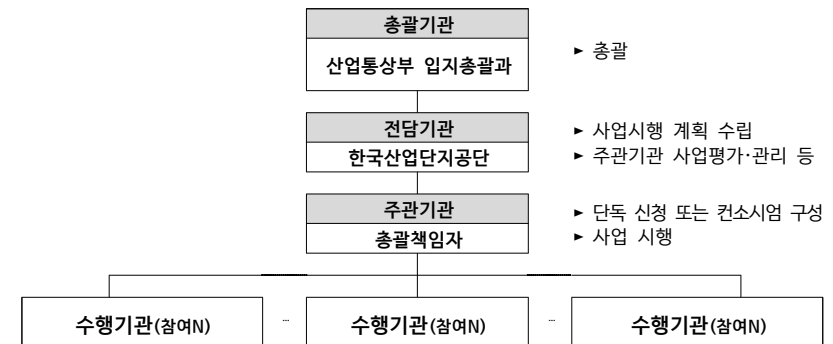 총괄기관
산업통상부 입지총괄과
► 총괄
전담기관
한국산업단지공단
► 사업시행 계획 수립
► 주관기관 사업평가·관리 등
주관기관
총괄책임자
► 단독 신청 또는 컨소시엄 구성
► 사업 시행
수행기관(참여N) ... 수행기관(참여N) ... 수행기관(참여N)